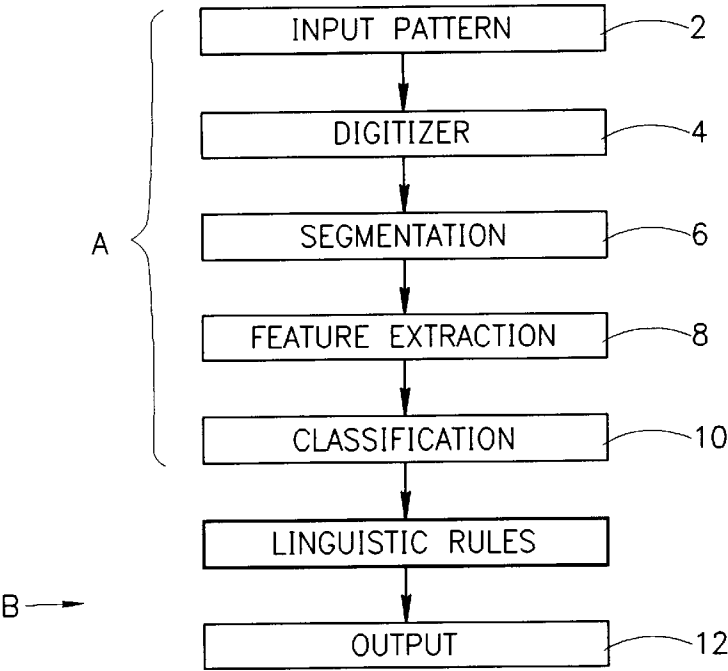 INPUT PATTERN 2
DIGITIZER 4
SEGMENTATION 6
A
FEATURE EXTRACTION 8
CLASSIFICATION 10
LINGUISTIC RULES
B
OUTPUT 12